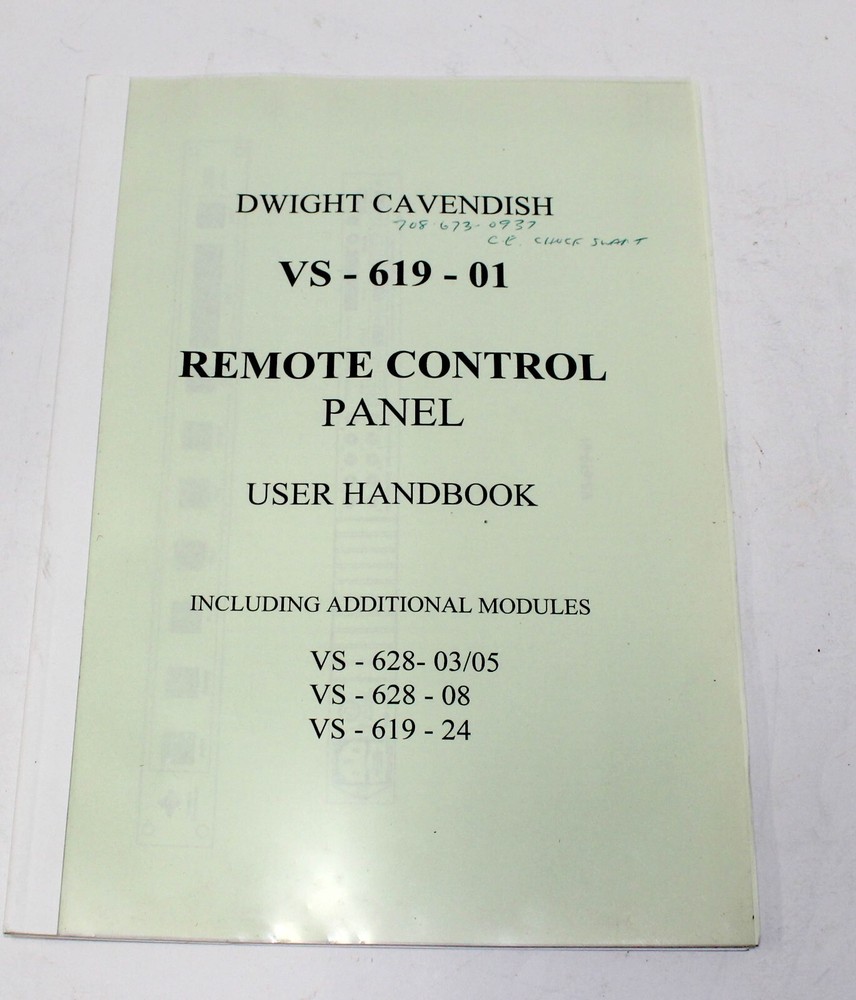 DWIGHT CAVENDISH
708 673-0937
CHUCK
VS - 619 - 01
REMOTE CONTROL
PANEL
USER HANDBOOK
INCLUDING ADDITIONAL MODULES
VS - 628- 03/05
VS - 628 - 08
VS - 619 - 24